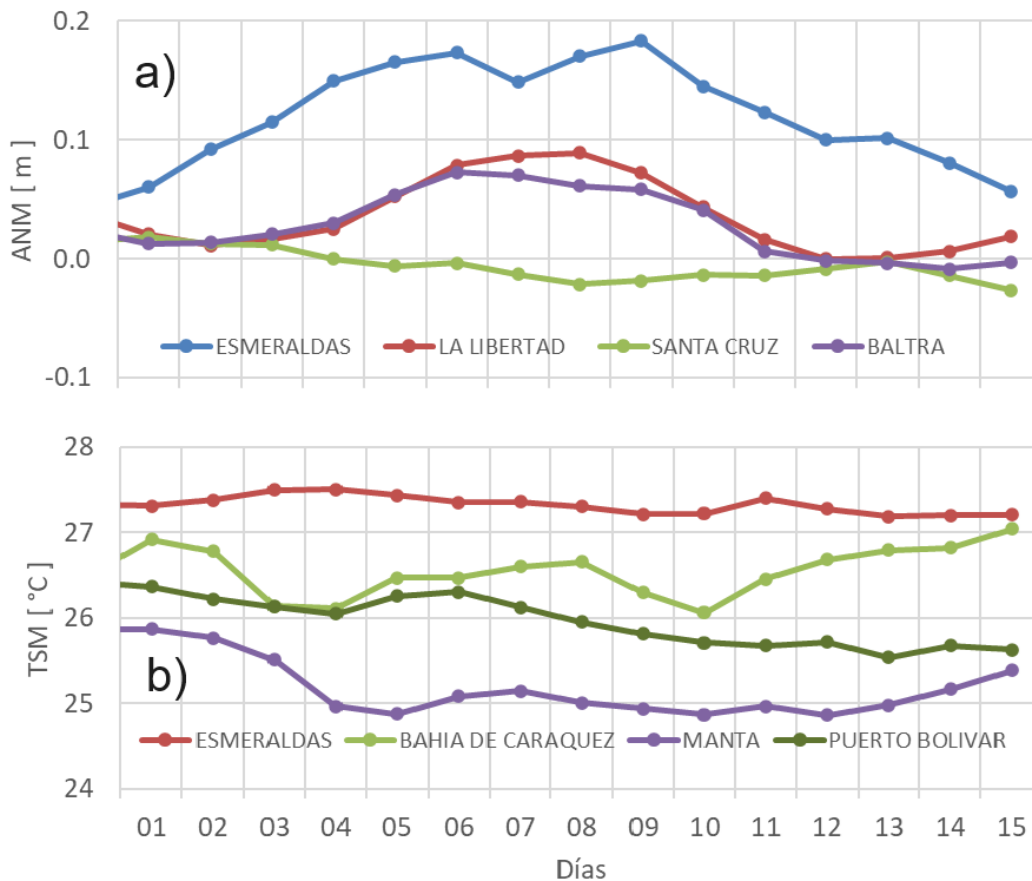 0.2
a)
0.1
ANM [ m ]
0.0
ESMERALDAS LA LIBERTAD SANTA CRUZ BALTRA
-0.1
28
27
TSM [ °C ]
26
b)
25
ESMERALDAS BAHIA DE CARAQUEZ MANTA PUERTO BOLIVAR
24
01 02 03 04 05 06 07 08 09 10 11 12 13 14 15
Días